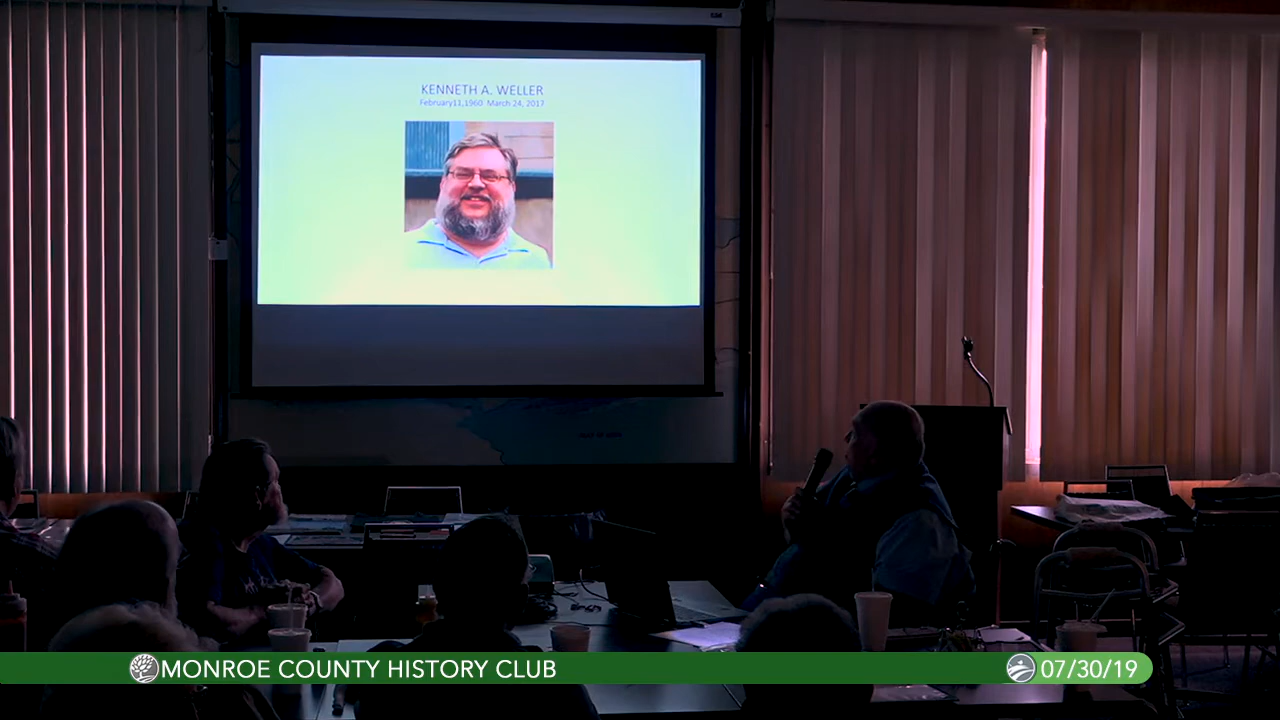 KENNETH A. WELLER
February11,1960 March 24, 2017
MONROE COUNTY HISTORY CLUB
07/30/19